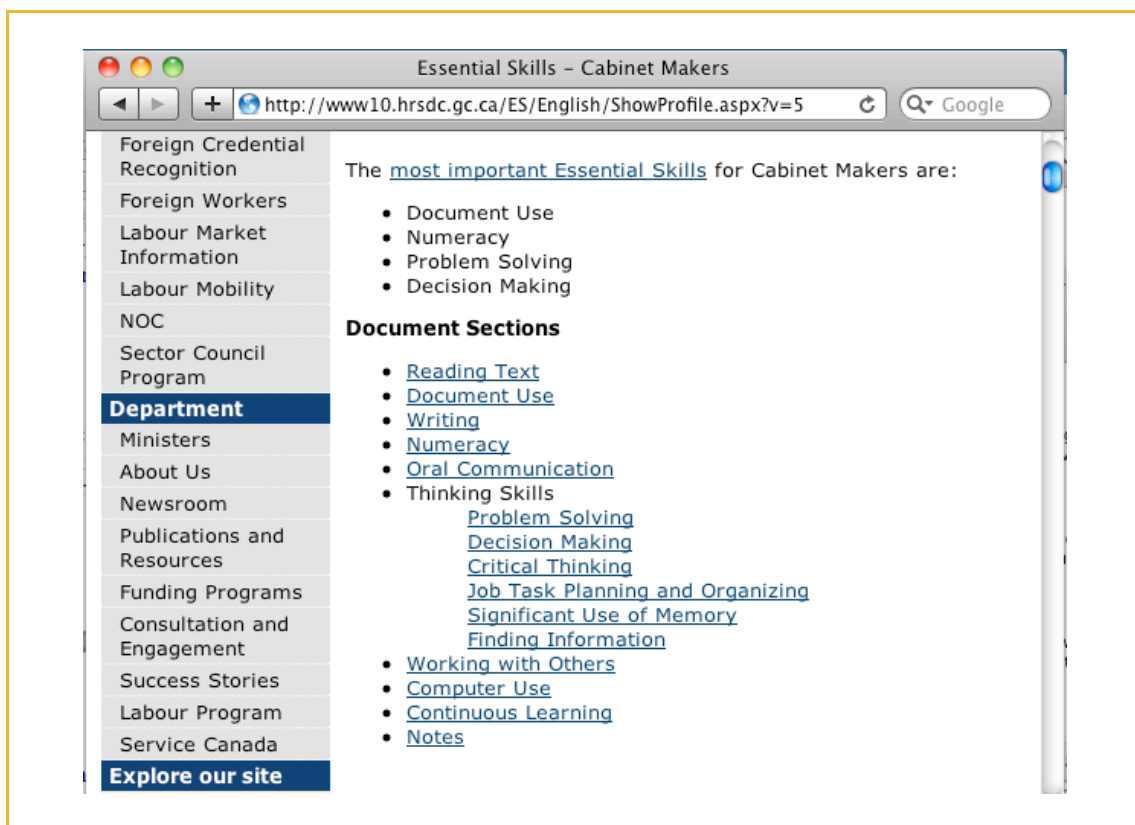 Essential Skills – Cabinet Makers
http://www10.hrsdc.gc.ca/ES/English/ShowProfile.aspx?v=5
Google
Foreign Credential
Recognition
Foreign Workers
Labour Market
Information
Labour Mobility
NOC
Sector Council
Program
Department
Ministers
About Us
Newsroom
Publications and
Resources
Funding Programs
Consultation and
Engagement
Success Stories
Labour Program
Service Canada
Explore our site
The most important Essential Skills for Cabinet Makers are:
• Document Use
• Numeracy
• Problem Solving
• Decision Making
Document Sections
• Reading Text
• Document Use
• Writing
• Numeracy
• Oral Communication
• Thinking Skills
Problem Solving
Decision Making
Critical Thinking
Job Task Planning and Organizing
Significant Use of Memory
Finding Information
• Working with Others
• Computer Use
• Continuous Learning
• Notes